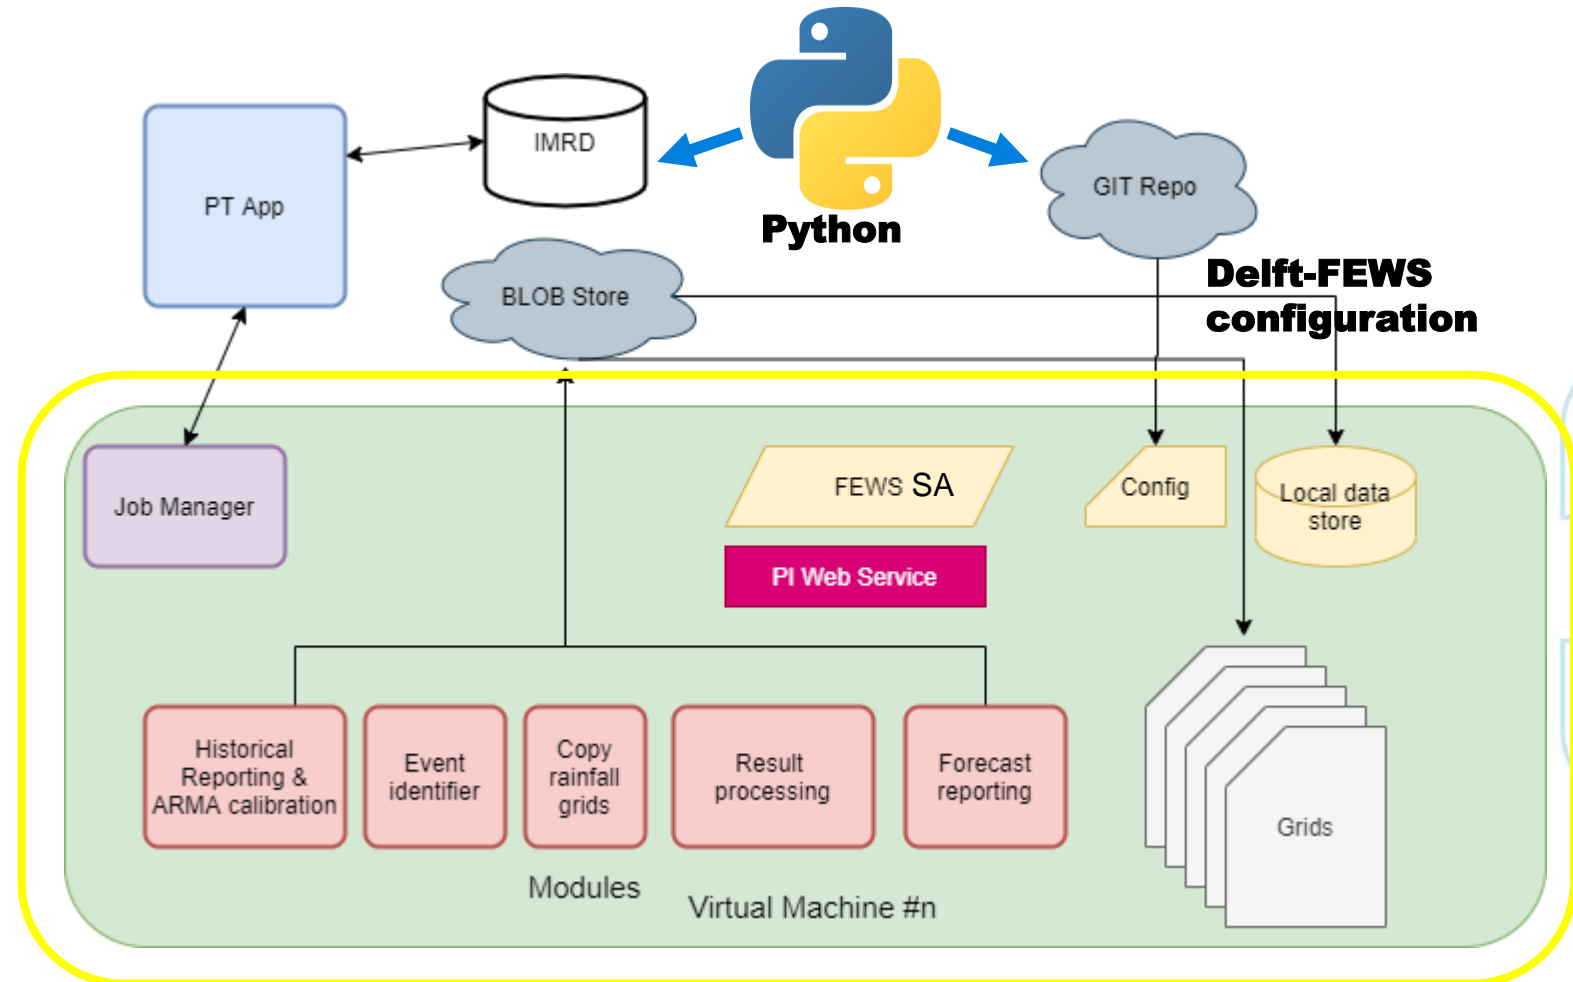 IMRD
PT App
GIT Repo
Python
BLOB Store
Delft-FEWS
configuration
Job Manager
FEWS SA
Config
Local data
store
PI Web Service
Historical
Reporting &
ARMA calibration
Event
identifier
Copy
rainfall
grids
Result
processing
Forecast
reporting
Grids
Modules
Virtual Machine #n